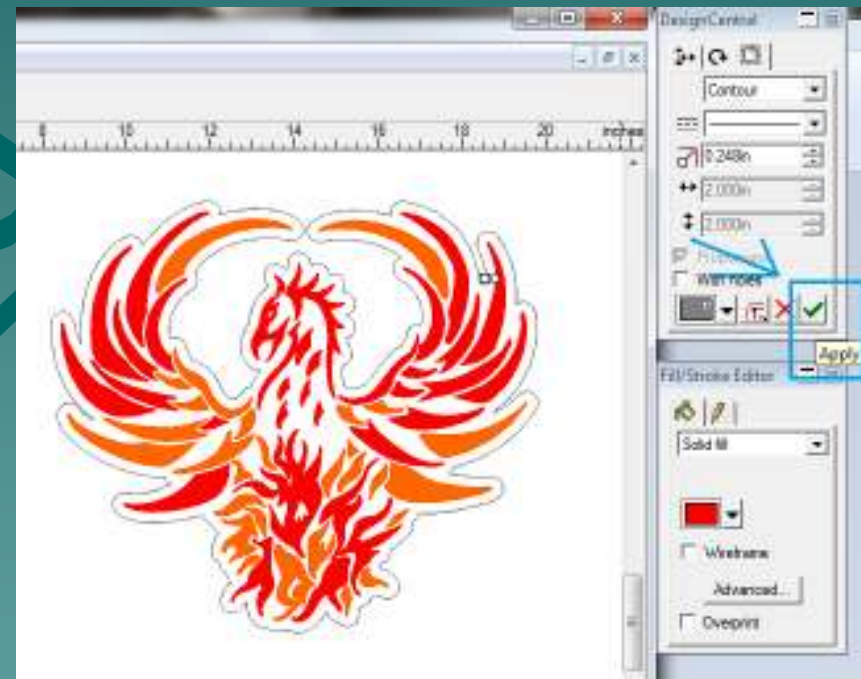 DesignCentral
Contour
8 10 12 14 16 18 20 inches
0.248in
2.000in
2.000in
With holes
Apply
Fill/Stroke Editor
Solid fill
Wireframe
Advanced...
Overprint